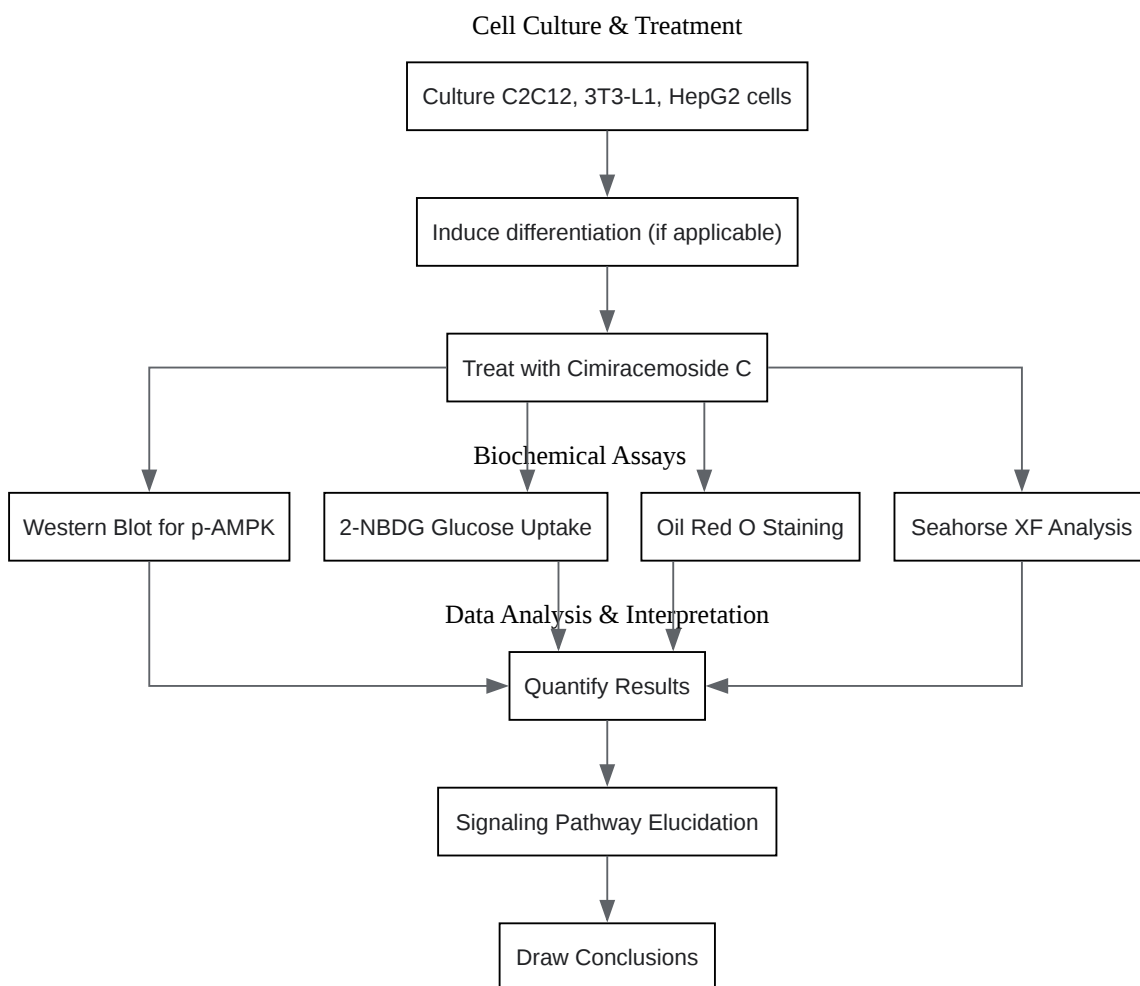 Cell Culture & Treatment
Culture C2C12, 3T3-L1, HepG2 cells
Induce differentiation (if applicable)
Treat with Cimiracemoside C
Biochemical Assays
Western Blot for p-AMPK
2-NBDG Glucose Uptake
Oil Red O Staining
Seahorse XF Analysis
Data Analysis & Interpretation
Quantify Results
Signaling Pathway Elucidation
Draw Conclusions